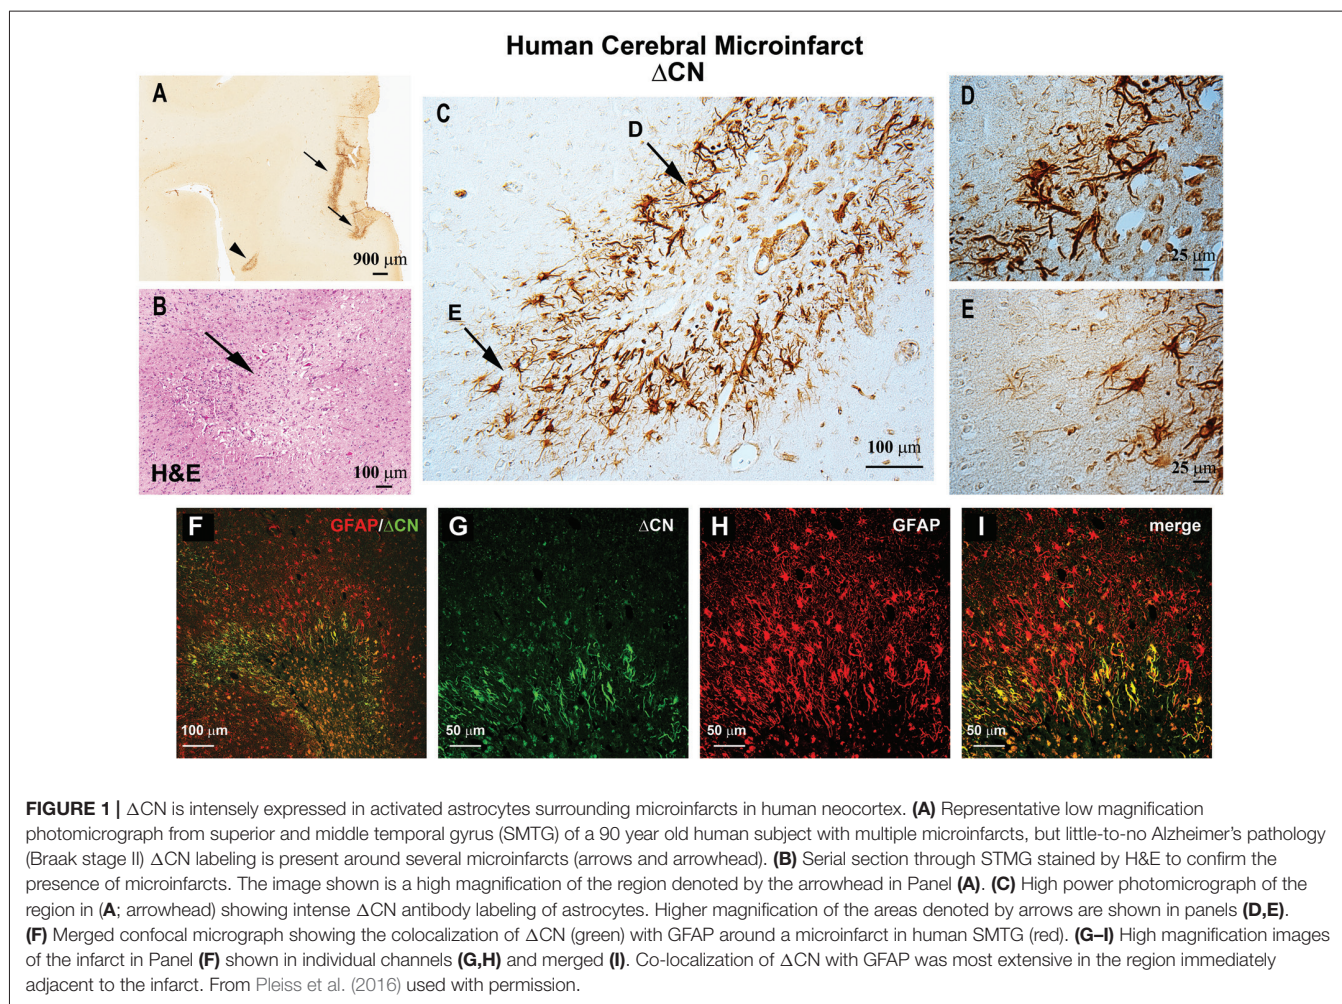 Human Cerebral Microinfarct
ΔCN
A
900 μm
B
H&E
100 μm
C
D
E
100 μm
D
25 μm
E
25 μm
F
GFAP/ΔCN
100 μm
G
ΔCN
50 μm
H
GFAP
50 μm
I
merge
50 μm
FIGURE 1 | ΔCN is intensely expressed in activated astrocytes surrounding microinfarcts in human neocortex. (A) Representative low magnification
photomicrograph from superior and middle temporal gyrus (SMTG) of a 90 year old human subject with multiple microinfarcts, but little-to-no Alzheimer's pathology
(Braak stage II) ΔCN labeling is present around several microinfarcts (arrows and arrowhead). (B) Serial section through STMG stained by H&E to confirm the
presence of microinfarcts. The image shown is a high magnification of the region denoted by the arrowhead in Panel (A). (C) High power photomicrograph of the
region in (A; arrowhead) showing intense ΔCN antibody labeling of astrocytes. Higher magnification of the areas denoted by arrows are shown in panels (D,E).
(F) Merged confocal micrograph showing the colocalization of ΔCN (green) with GFAP around a microinfarct in human SMTG (red). (G–I) High magnification images
of the infarct in Panel (F) shown in individual channels (G,H) and merged (I). Co-localization of ΔCN with GFAP was most extensive in the region immediately
adjacent to the infarct. From Pleiss et al. (2016) used with permission.